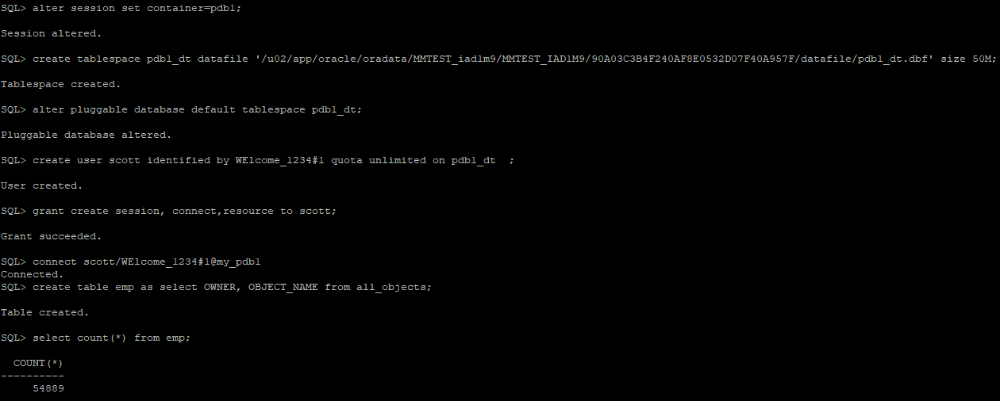 SQL> alter session set container=pdb1;
Session altered.
SQL> create tablespace pdb1_dt datafile '/u02/app/oracle/oradata/MMTEST_iad1m9/MMTEST_IAD1M9/90A03C3B4F240AF8E0532D07F40A957F/datafile/pdb1_dt.dbf' size 50M;
Tablespace created.
SQL> alter pluggable database default tablespace pdb1_dt;
Pluggable database altered.
SQL> create user scott identified by WElcome_1234#1 quota unlimited on pdb1_dt  ;
User created.
SQL> grant create session, connect,resource to scott;
Grant succeeded.
SQL> connect scott/WElcome_1234#1@my_pdb1
Connected.
SQL> create table emp as select OWNER, OBJECT_NAME from all_objects;
Table created.
SQL> select count(*) from emp;
  COUNT(*)
----------
     54889